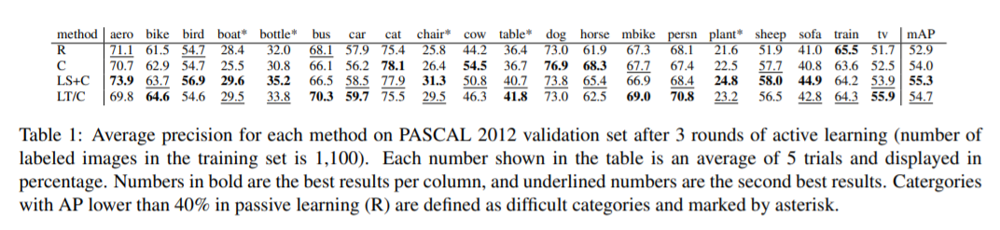 method aero bike bird boat* bottle* bus car cat chair* cow table* dog horse mbike persn plant* sheep sofa train tv mAP
R 71.1 61.5 54.7 28.4 32.0 68.1 57.9 75.4 25.8 44.2 36.4 73.0 61.9 67.3 68.1 21.6 51.9 41.0 65.5 51.7 52.9
C 70.7 62.9 54.7 25.5 30.8 66.1 56.2 78.1 26.4 54.5 36.7 76.9 68.3 67.7 67.4 22.5 57.7 40.8 63.6 52.5 54.0
LS+C 73.9 63.7 56.9 29.6 35.2 66.5 58.5 77.9 31.3 50.8 40.7 73.8 65.4 66.9 68.4 24.8 58.0 44.9 64.2 53.9 55.3
LT/C 69.8 64.6 54.6 29.5 33.8 70.3 59.7 75.5 29.5 46.3 41.8 73.0 62.5 69.0 70.8 23.2 56.5 42.8 64.3 55.9 54.7
Table 1: Average precision for each method on PASCAL 2012 validation set after 3 rounds of active learning (number of
labeled images in the training set is 1,100). Each number shown in the table is an average of 5 trials and displayed in
percentage. Numbers in bold are the best results per column, and underlined numbers are the second best results. Catergories
with AP lower than 40% in passive learning (R) are defined as difficult categories and marked by asterisk.